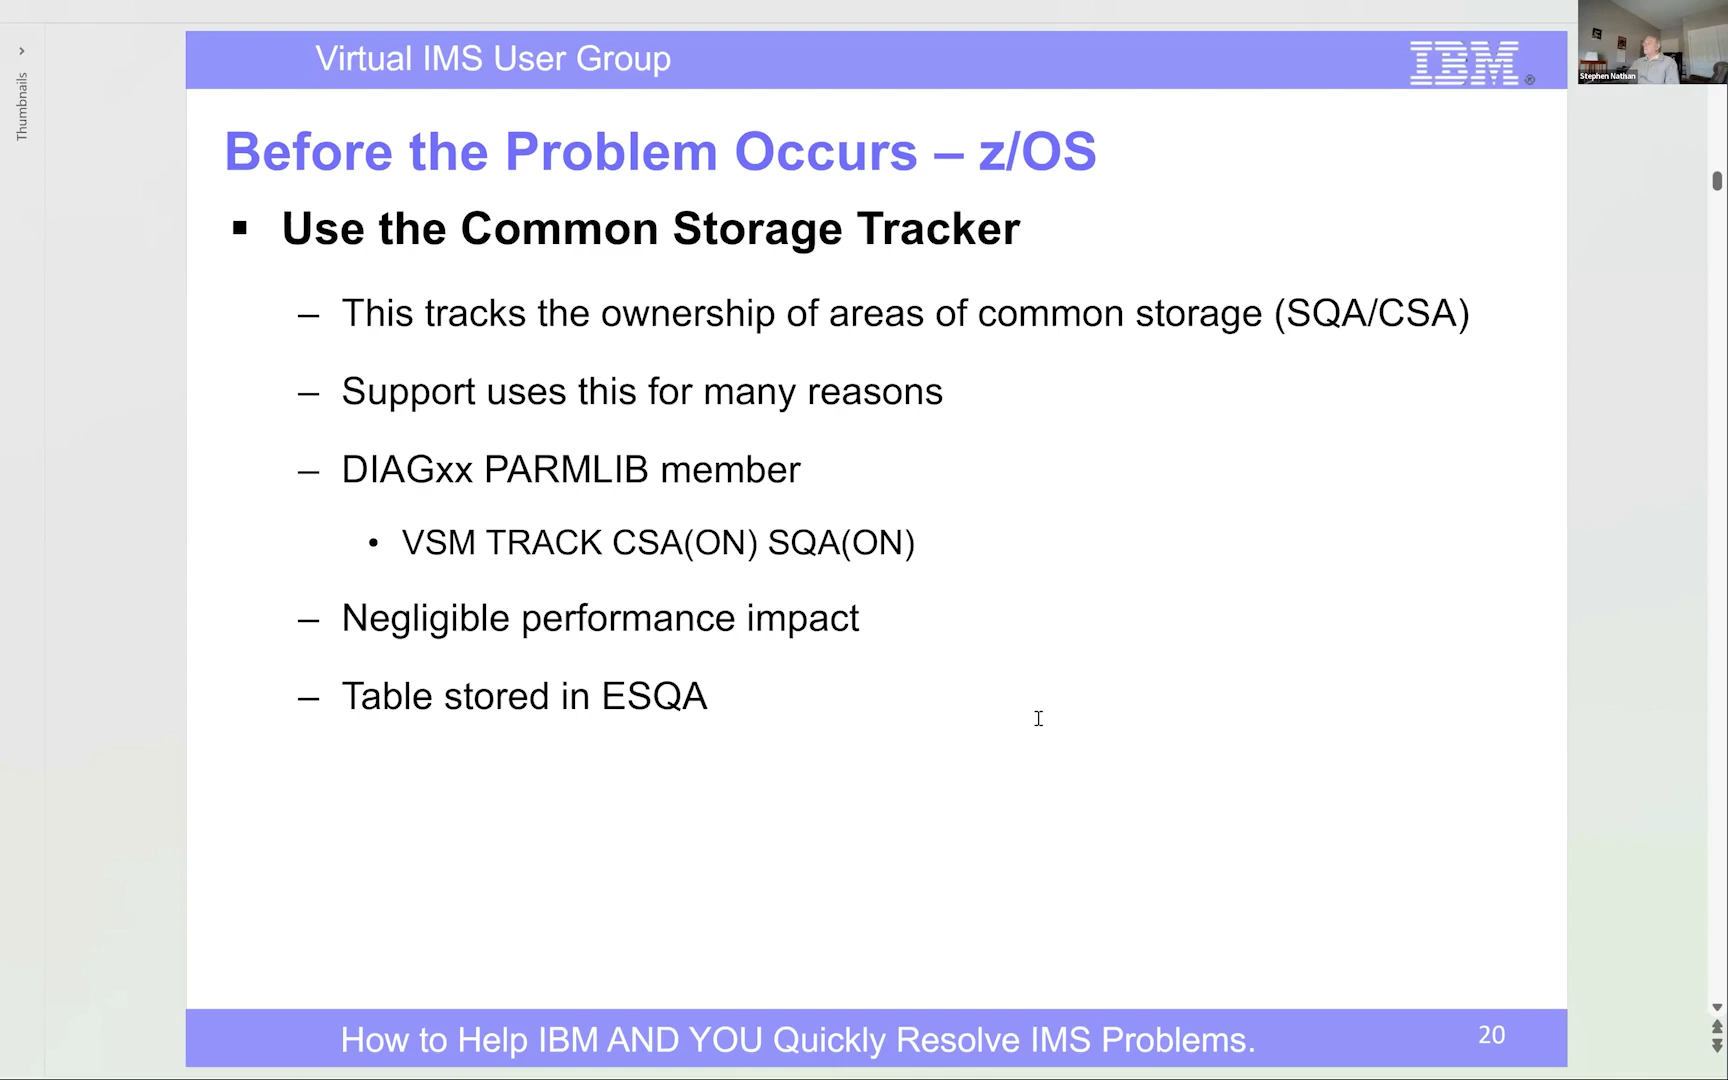 Virtual IMS User Group
IBM®
Stephen Nathan
Thumbnails
Before the Problem Occurs – z/OS
▪ Use the Common Storage Tracker
– This tracks the ownership of areas of common storage (SQA/CSA)
– Support uses this for many reasons
– DIAGxx PARMLIB member
• VSM TRACK CSA(ON) SQA(ON)
– Negligible performance impact
– Table stored in ESQA
How to Help IBM AND YOU Quickly Resolve IMS Problems.
20